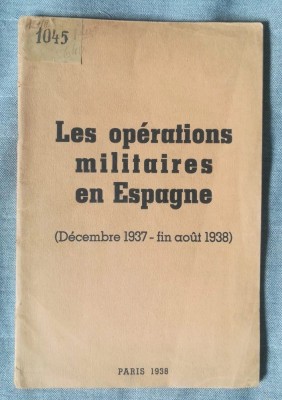 1045
Les opérations
militaires
en Espagne
(Décembre 1937 - fin août 1938)
PARIS 1938